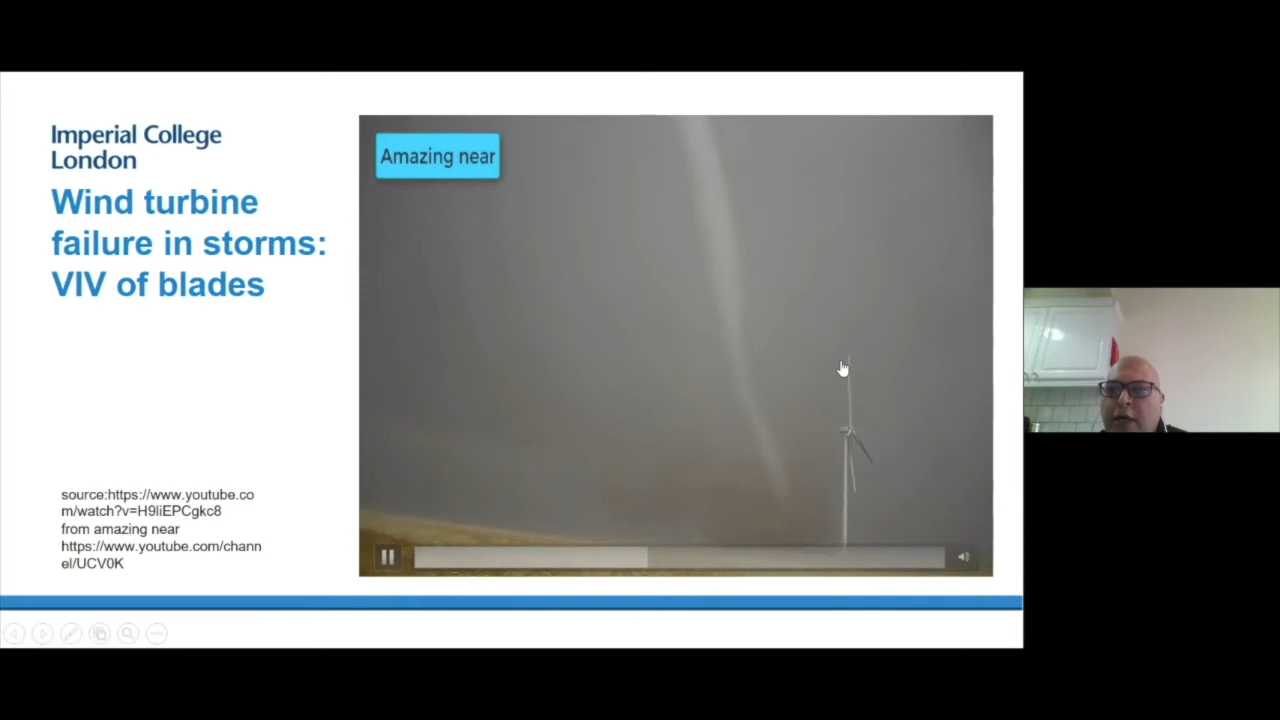 Imperial College
London
Wind turbine
failure in storms:
VIV of blades
Amazing near
source:https://www.youtube.co
m/watch?v=H9liEPCgkc8
from amazing near
https://www.youtube.com/chann
el/UCV0K